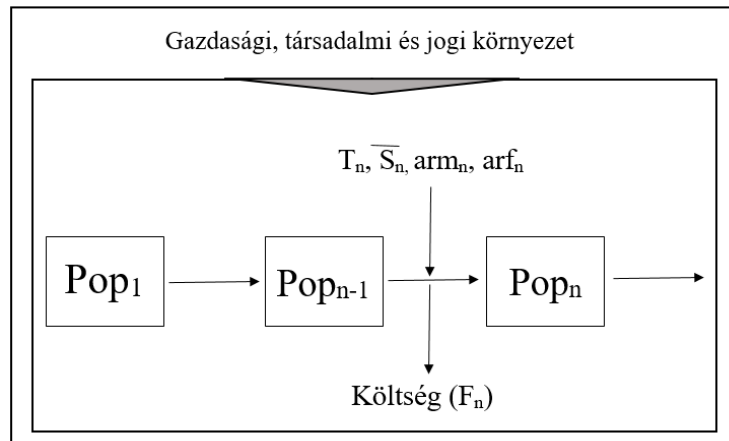 Gazdasági, társadalmi és jogi környezet
Tₙ, S̅ₙ, armₙ, arfₙ
Pop₁
Popₙ₋₁
Popₙ
Költség (Fₙ)